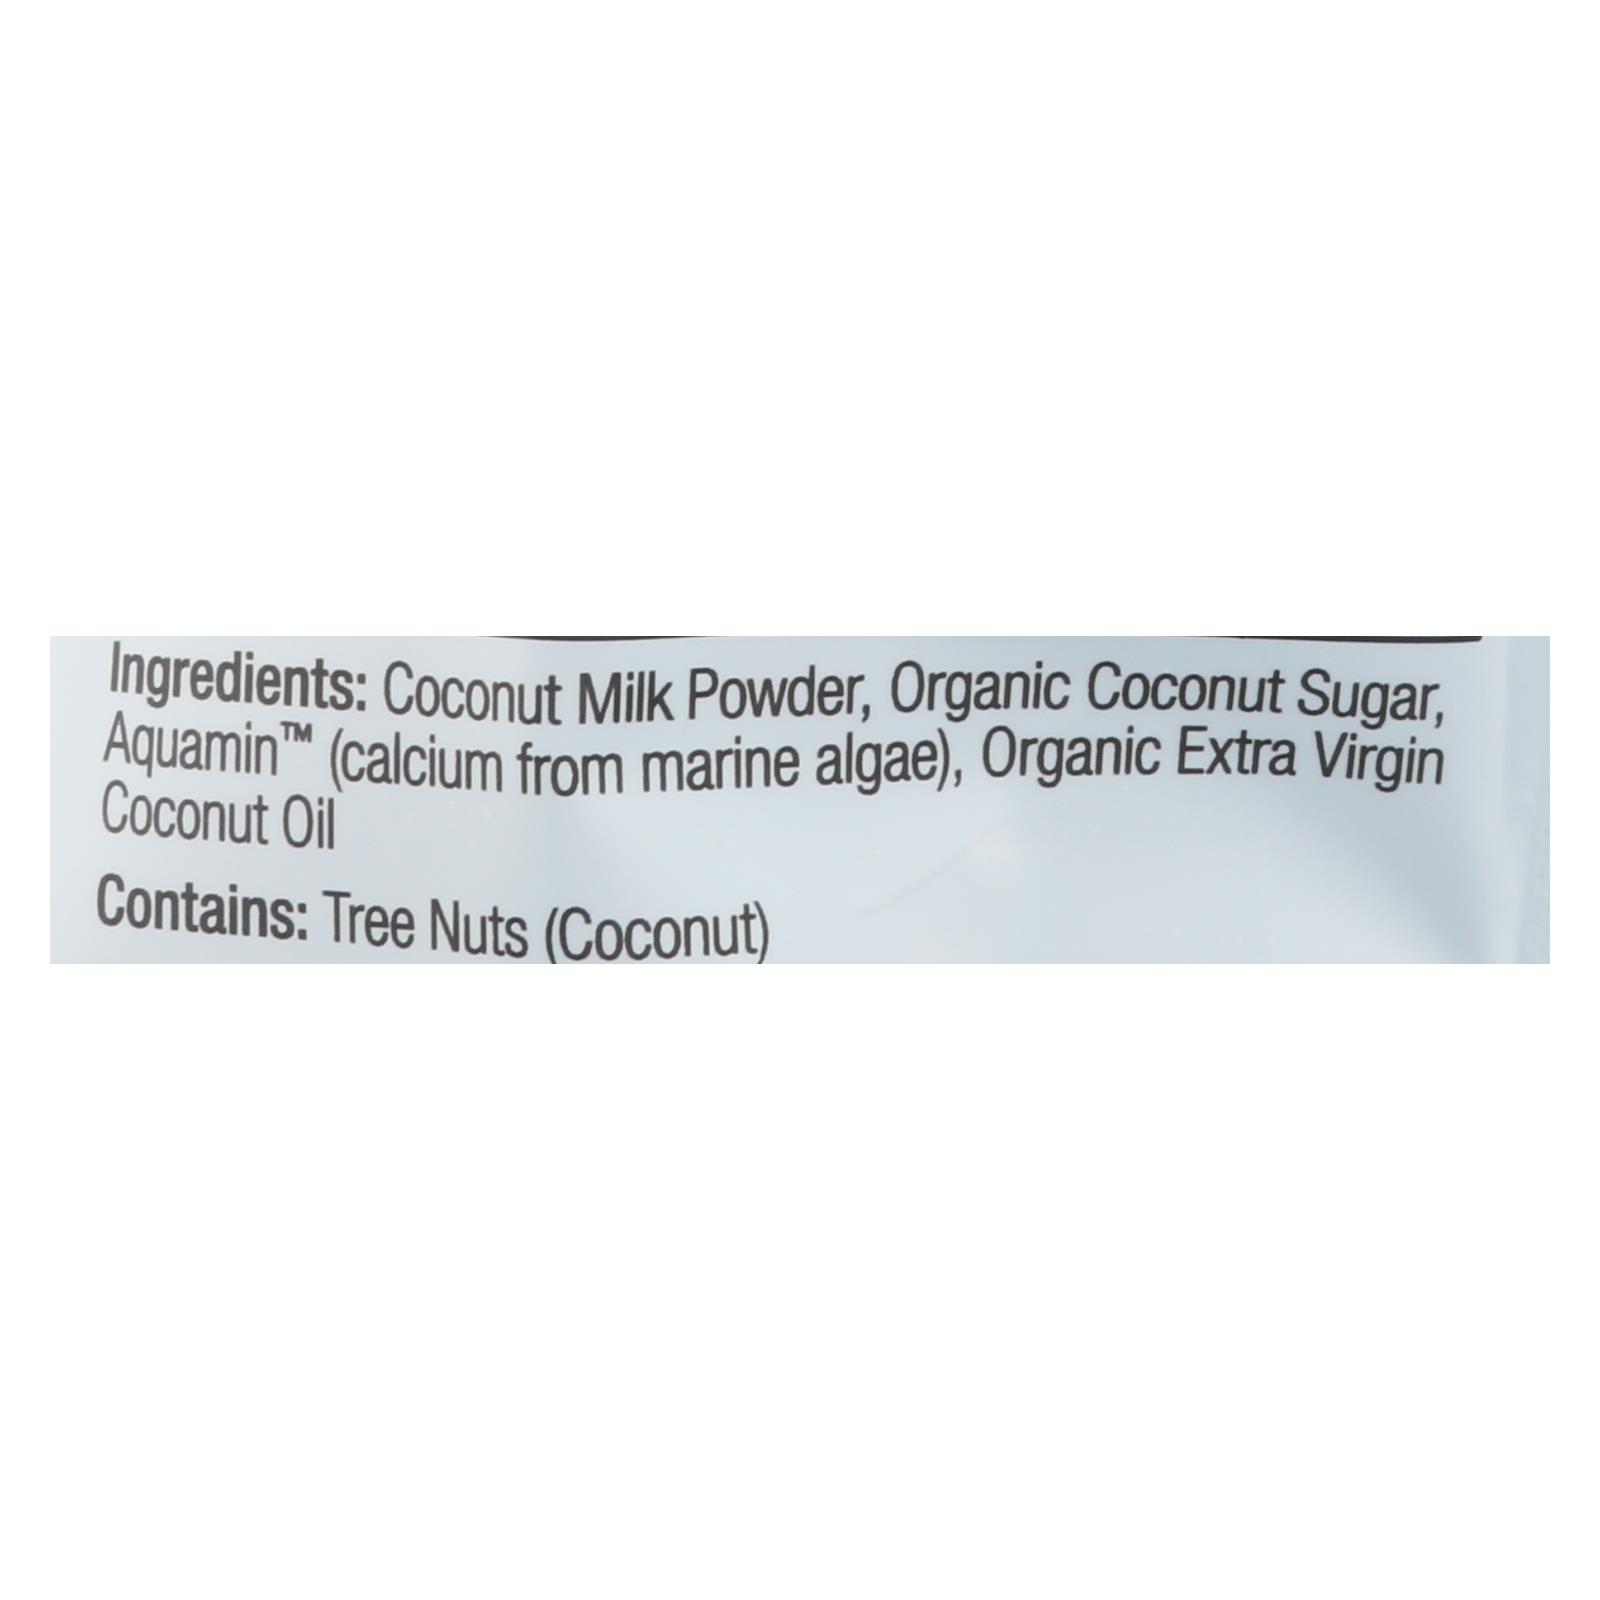 Ingredients: Coconut Milk Powder, Organic Coconut Sugar,
Aquamin™ (calcium from marine algae), Organic Extra Virgin
Coconut Oil
Contains: Tree Nuts (Coconut)